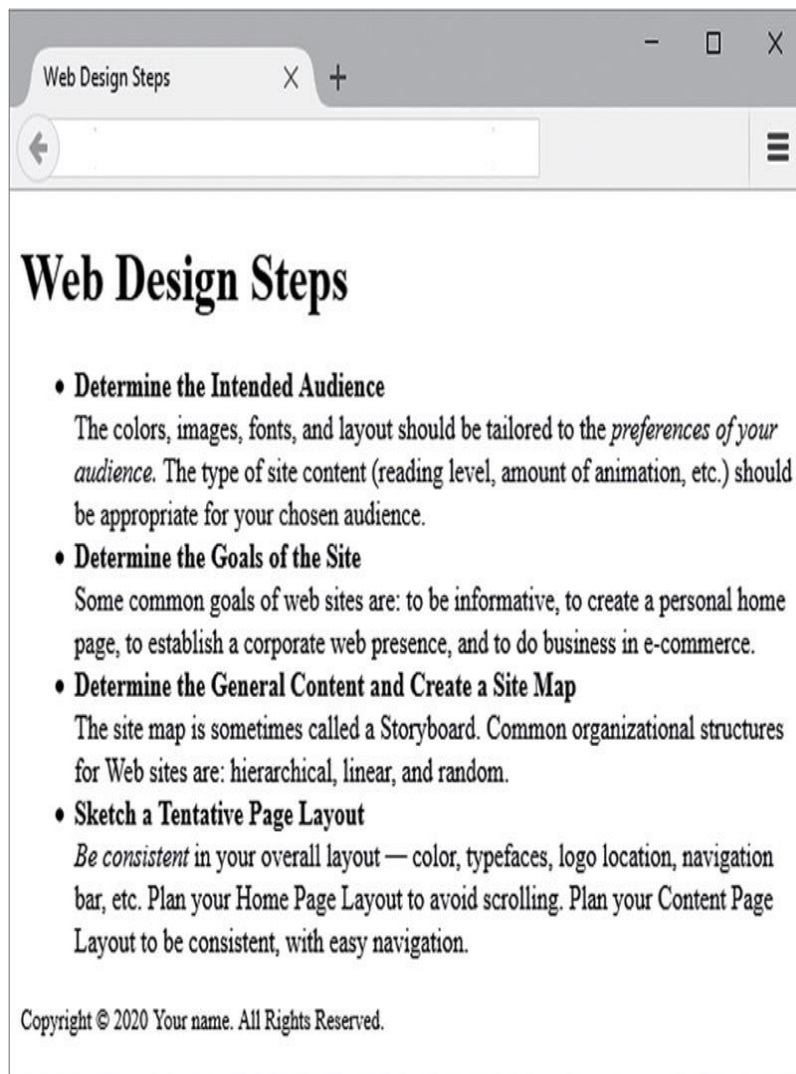 Web Design Steps
Web Design Steps
• Determine the Intended Audience
The colors, images, fonts, and layout should be tailored to the preferences of your
audience. The type of site content (reading level, amount of animation, etc.) should
be appropriate for your chosen audience.
• Determine the Goals of the Site
Some common goals of web sites are: to be informative, to create a personal home
page, to establish a corporate web presence, and to do business in e-commerce.
• Determine the General Content and Create a Site Map
The site map is sometimes called a Storyboard. Common organizational structures
for Web sites are: hierarchical, linear, and random.
• Sketch a Tentative Page Layout
Be consistent in your overall layout — color, typefaces, logo location, navigation
bar, etc. Plan your Home Page Layout to avoid scrolling. Plan your Content Page
Layout to be consistent, with easy navigation.
Copyright © 2020 Your name. All Rights Reserved.